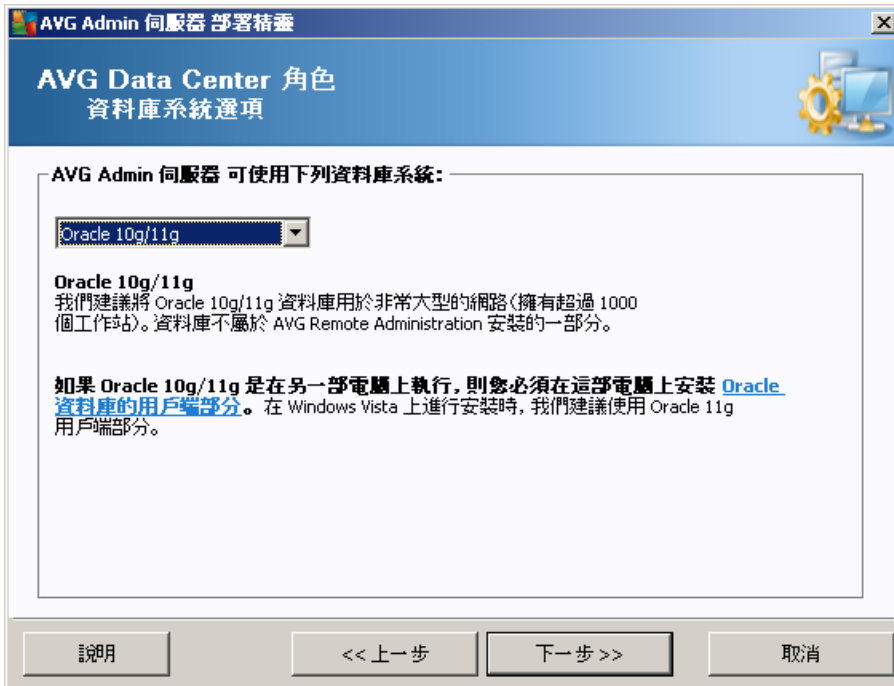 AVG Admin 伺服器 部署精靈
AVG Data Center 角色
資料庫系統選項
AVG Admin 伺服器 可使用下列資料庫系統:
Oracle 10g/11g
Oracle 10g/11g
我們建議將 Oracle 10g/11g 資料庫用於非常大型的網路(擁有超過 1000
個工作站)。資料庫不屬於 AVG Remote Administration 安裝的一部分。
如果 Oracle 10g/11g 是在另一部電腦上執行, 則您必須在這部電腦上安裝 Oracle
資料庫的用戶端部分。在 Windows Vista 上進行安裝時, 我們建議使用 Oracle 11g
用戶端部分。
說明
<< 上一步
下一步 >>
取消